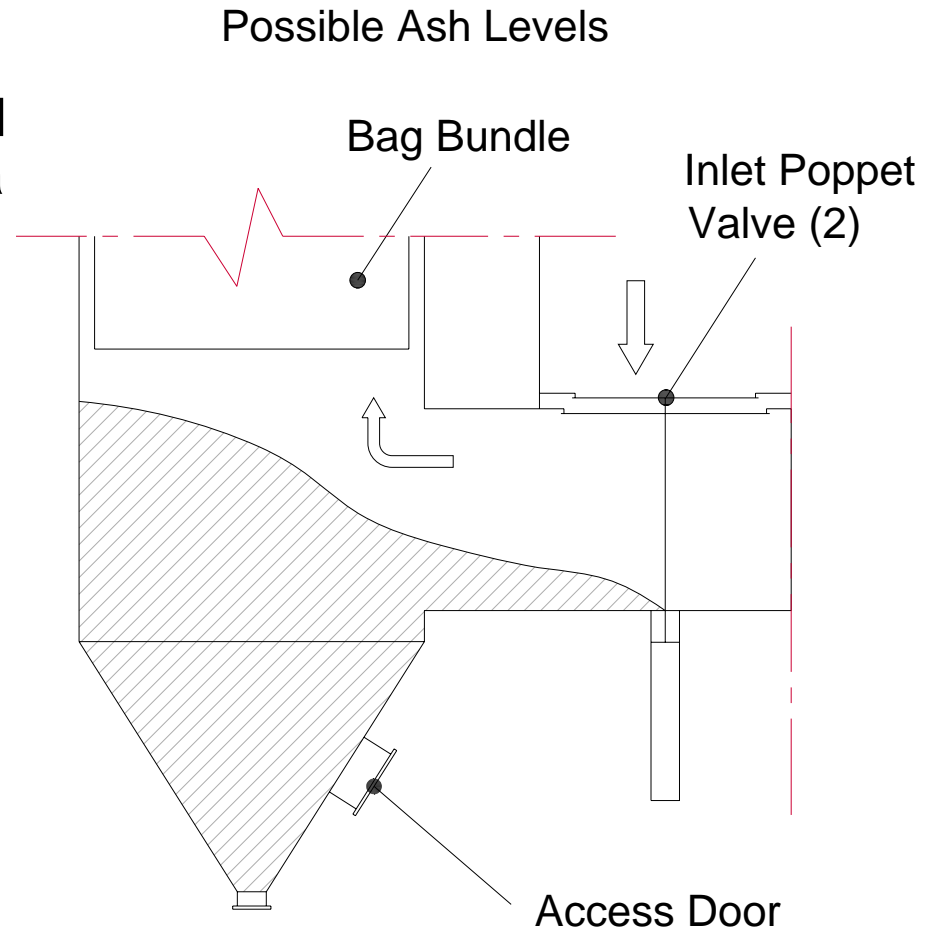 Possible Ash Levels
Bag Bundle
Inlet Poppet
Valve (2)
Access Door